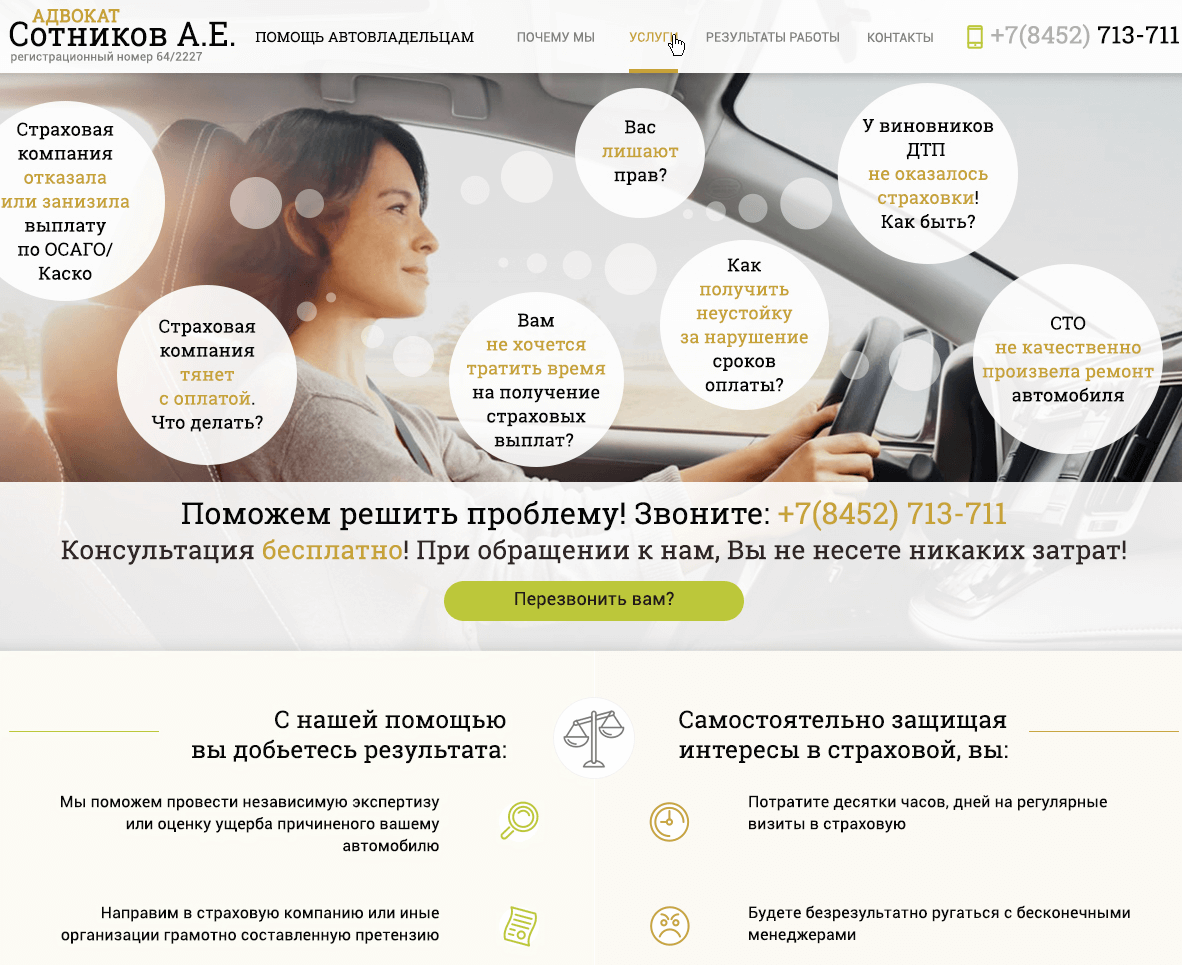 АДВОКАТ
Сотников А.Е.
регистрационный номер 64/2227
ПОМОЩЬ АВТОВЛАДЕЛЬЦАМ
ПОЧЕМУ МЫ
УСЛУГИ
РЕЗУЛЬТАТЫ РАБОТЫ
КОНТАКТЫ
+7(8452) 713-711
Страховая
компания
отказала
или занизила
выплату
по ОСАГО/
Каско
Страховая
компания
тянет
с оплатой.
Что делать?
Вам
не хочется
тратить время
на получение
страховых
выплат?
Вас
лишают
прав?
Как
получить
неустойку
за нарушение
сроков
оплаты?
У виновников
ДТП
не оказалось
страховки!
Как быть?
СТО
не качественно
произвела ремонт
автомобиля
Поможем решить проблему! Звоните: +7(8452) 713-711
Консультация бесплатно! При обращении к нам, Вы не несете никаких затрат!
Перезвонить вам?
С нашей помощью
вы добьетесь результата:
Мы поможем провести независимую экспертизу
или оценку ущерба причиненого вашему
автомобилю
Направим в страховую компанию или иные
организации грамотно составленную претензию
Самостоятельно защищая
интересы в страховой, вы:
Потратите десятки часов, дней на регулярные
визиты в страховую
Будете безрезультатно ругаться с бесконечными
менеджерами